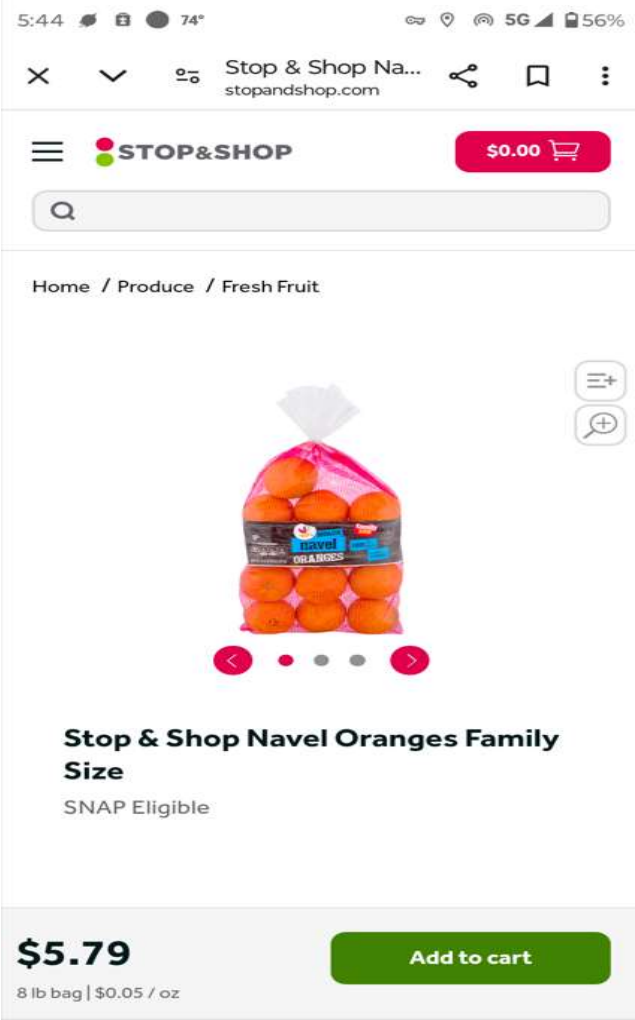 5:44 74° 5G 56%
Stop & Shop Na...
stopandshop.com
STOP&SHOP
$0.00
Home / Produce / Fresh Fruit
navel
ORANGES
Stop & Shop Navel Oranges Family
Size
SNAP Eligible
$5.79
Add to cart
8 lb bag | $0.05 / oz